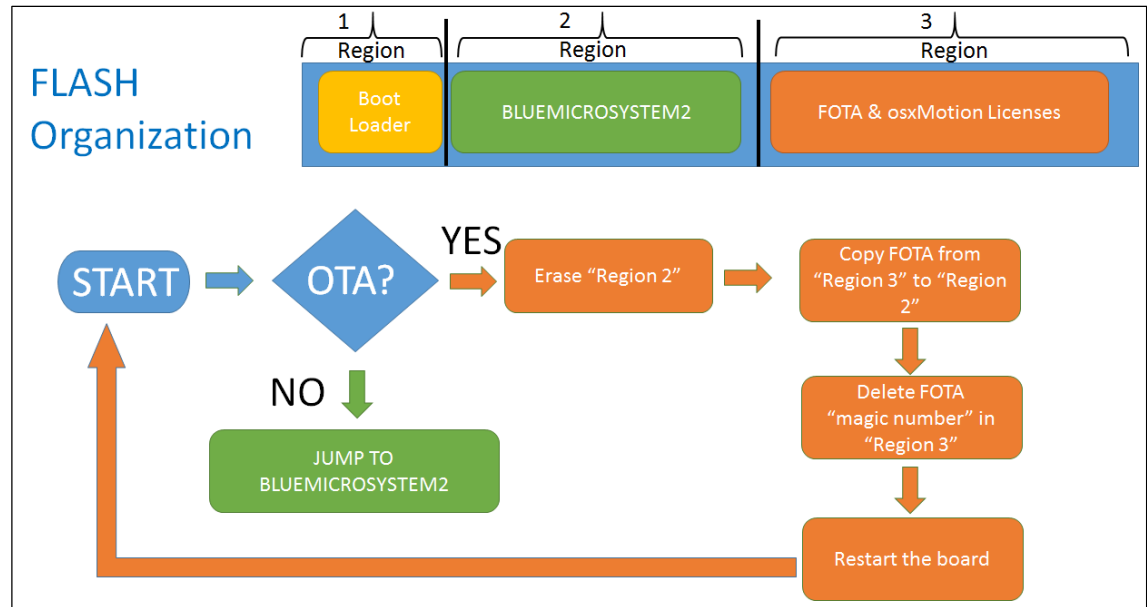 1
2
3
Region
Region
Region
FLASH
Organization
Boot
Loader
BLUEMICROSYSTEM2
FOTA & osxMotion Licenses
START
OTA?
YES
Erase “Region 2”
Copy FOTA from
“Region 3” to “Region
2”
NO
Delete FOTA
“magic number” in
“Region 3”
JUMP TO
BLUEMICROSYSTEM2
Restart the board